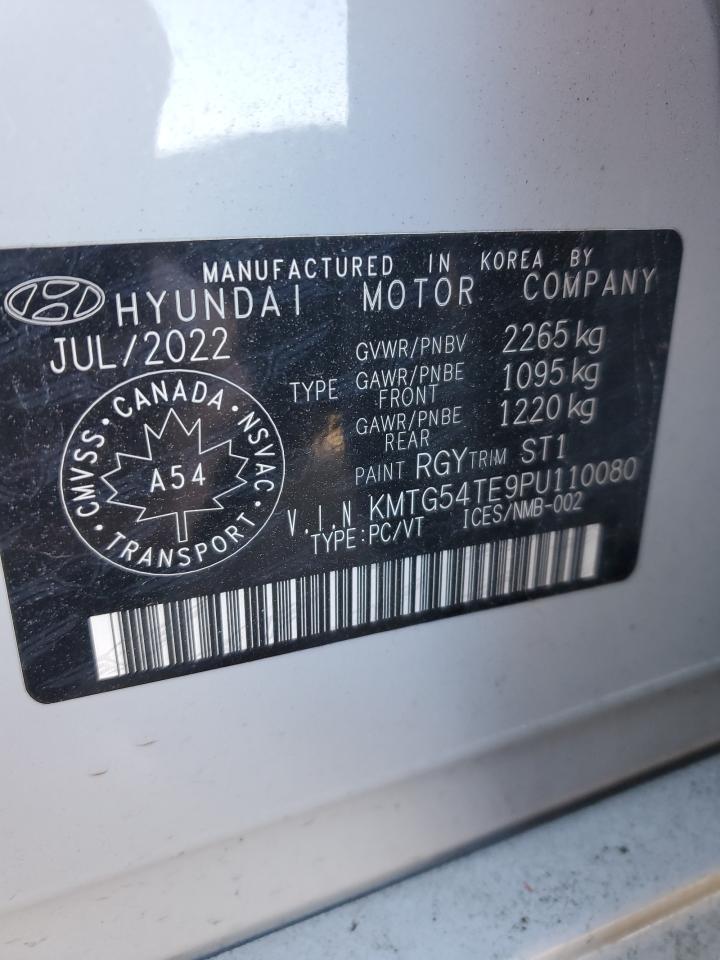 MANUFACTURED IN KOREA BY
HYUNDAI MOTOR COMPANY
JUL/2022
GVWR/PNBV 2265 kg
TYPE GAWR/PNBE FRONT 1095 kg
GAWR/PNBE REAR 1220 kg
PAINT RGY TRIM ST1
V.I.N KMTG54TE9PU110080
TYPE:PC/VT ICES/NMB-002
CMVSS · CANADA · NSVAC · TRANSPORT ·
A54